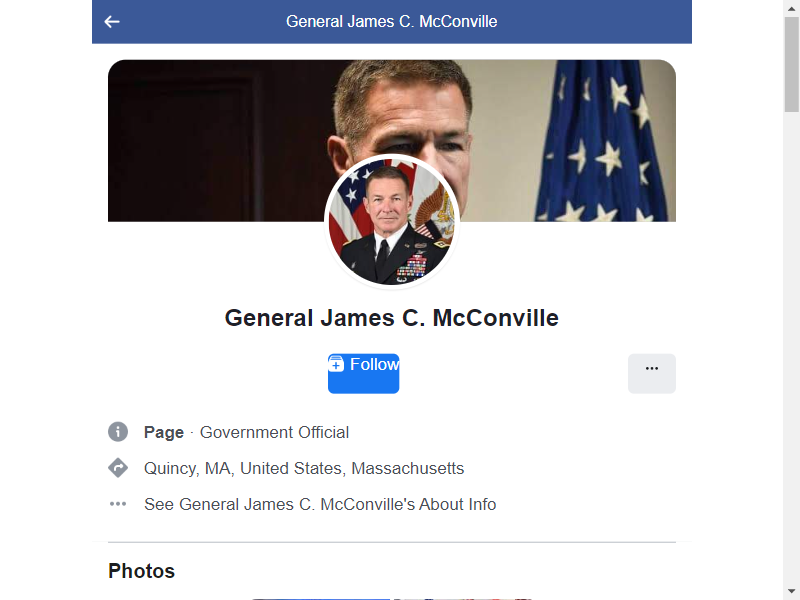 General James C. McConville
General James C. McConville
Follow
Page · Government Official
Quincy, MA, United States, Massachusetts
See General James C. McConville's About Info
Photos